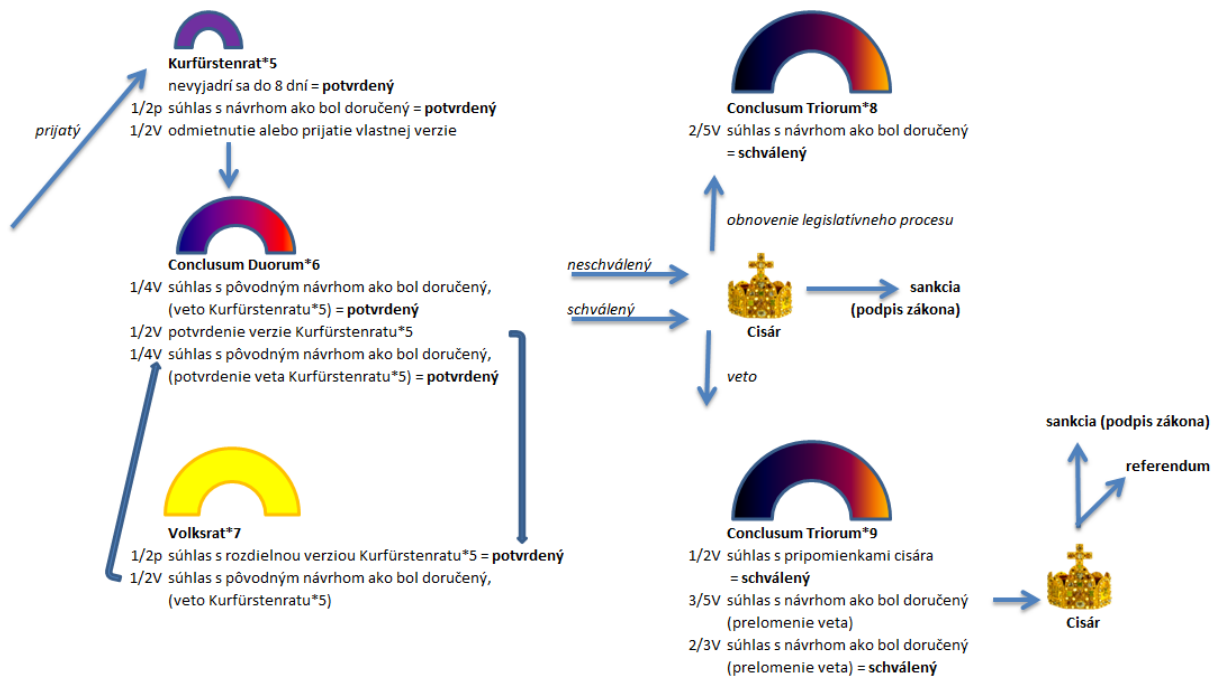 prijatý
Kurfürstenrat*5
nevyjadrí sa do 8 dní = potvrdený
1/2p súhlas s návrhom ako bol doručený = potvrdený
1/2V odmietnutie alebo prijatie vlastnej verzie
Conclusum Duorum*6
1/4V súhlas s pôvodným návrhom ako bol doručený,
(veto Kurfürstenratu*5) = potvrdený
1/2V potvrdenie verzie Kurfürstenratu*5
1/4V súhlas s pôvodným návrhom ako bol doručený,
(potvrdenie veta Kurfürstenratu*5) = potvrdený
Volksrat*7
1/2p súhlas s rozdielnou verziou Kurfürstenratu*5 = potvrdený
1/2V súhlas s pôvodným návrhom ako bol doručený,
(veto Kurfürstenratu*5)
Conclusum Triorum*8
2/5V súhlas s návrhom ako bol doručený
= schválený
obnovenie legislatívneho procesu
neschválený
schválený
Cisár
sankcia
(podpis zákona)
veto
Conclusum Triorum*9
1/2V súhlas s pripomienkami cisára
= schválený
3/5V súhlas s návrhom ako bol doručený
(prelomenie veta)
2/3V súhlas s návrhom ako bol doručený
(prelomenie veta) = schválený
sankcia (podpis zákona)
referendum
Cisár